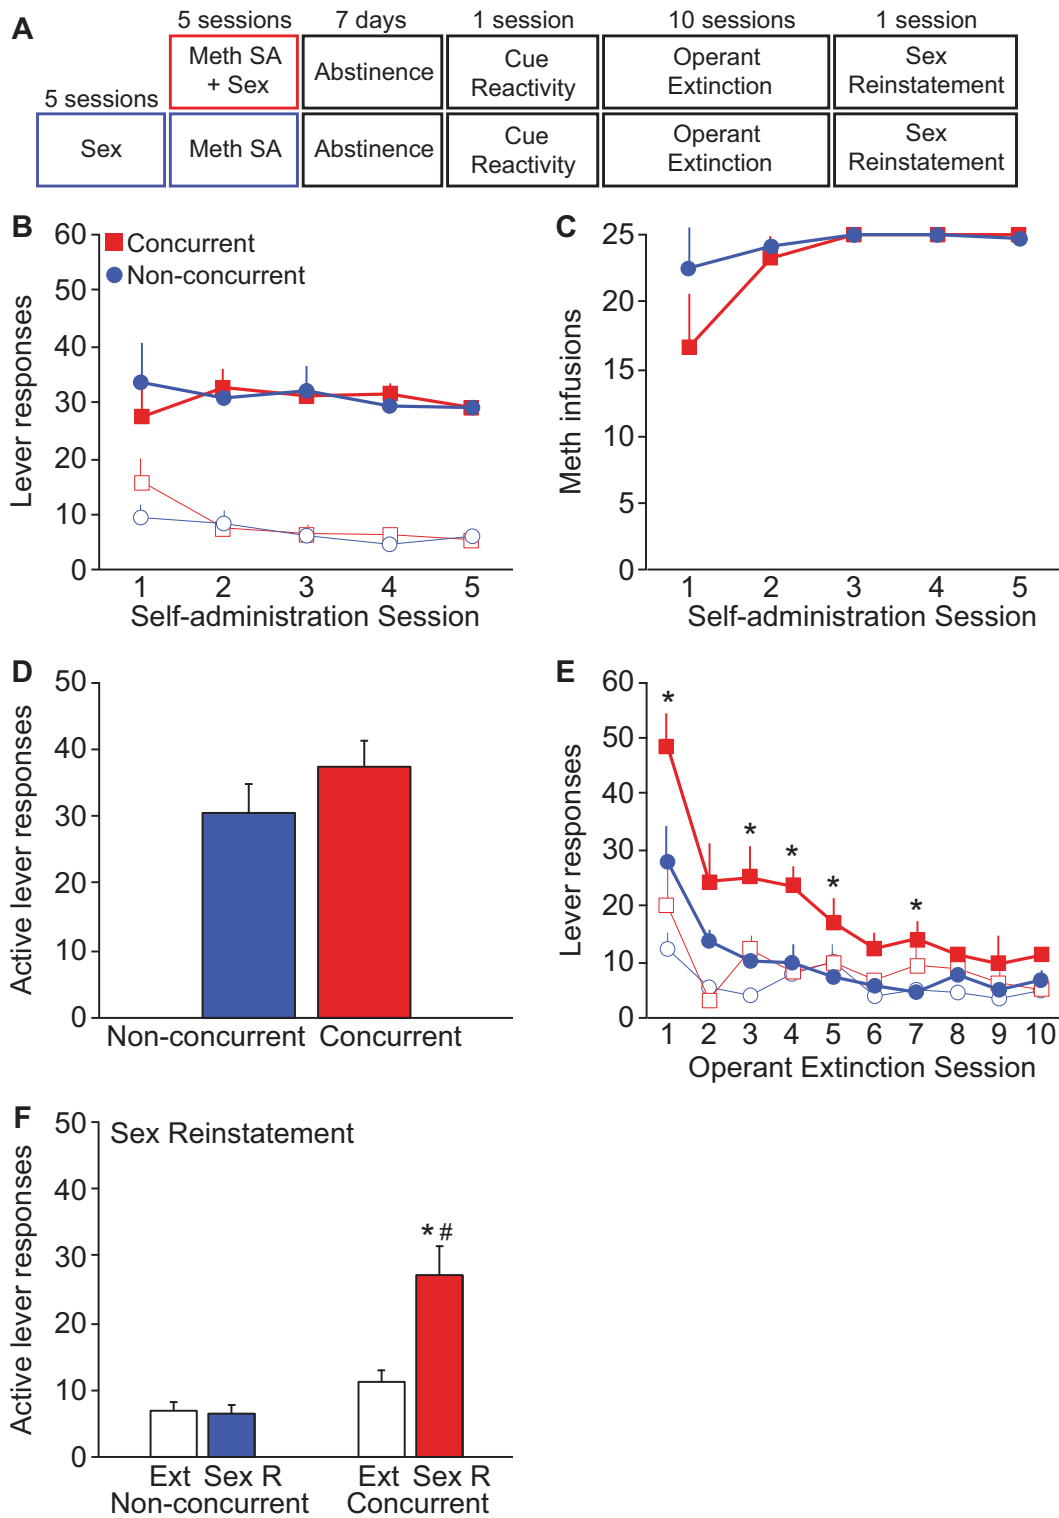 A
5 sessions 7 days 1 session 10 sessions 1 session
5 sessions
Meth SA
+ Sex
Abstinence
Cue
Reactivity
Operant
Extinction
Sex
Reinstatement
Sex
Meth SA
Abstinence
Cue
Reactivity
Operant
Extinction
Sex
Reinstatement
B
60
50
40
30
20
10
0
Lever responses
Concurrent
Non-concurrent
1 2 3 4 5
Self-administration Session
C
25
20
15
10
5
0
Meth infusions
1 2 3 4 5
Self-administration Session
D
50
40
30
20
10
0
Active lever responses
Non-concurrent Concurrent
E
60
50
40
30
20
10
0
Lever responses
* * * * *
1 2 3 4 5 6 7 8 9 10
Operant Extinction Session
F
50
40
30
20
10
0
Active lever responses
Sex Reinstatement
*#
Ext Sex R Ext Sex R
Non-concurrent Concurrent